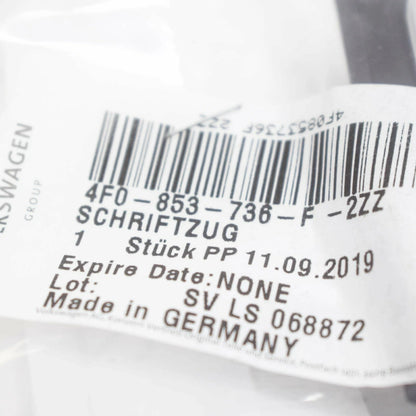 4F0853736F 2ZZ
4F0-853-736-F -2ZZ
SCHRIFTZUG
1 Stück PP 11.09.2019
Expire Date: NONE
Lot: SV LS 068872
Made in GERMANY
GROUP